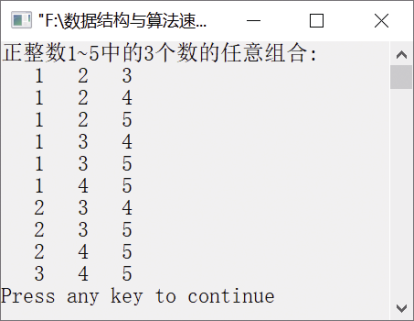 "F:\数据结构与算法速...
正整数1~5中的3个数的任意组合:
1 2 3
1 2 4
1 2 5
1 3 4
1 3 5
1 4 5
2 3 4
2 3 5
2 4 5
3 4 5
Press any key to continue